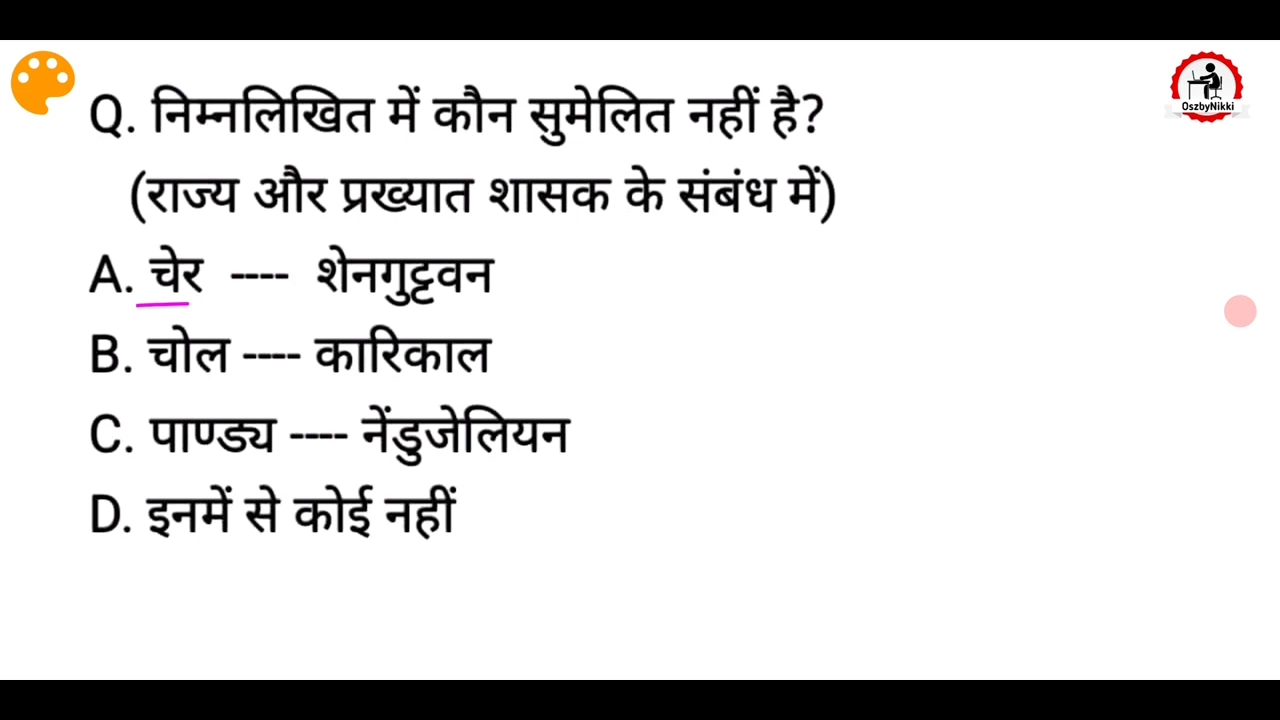 OszbyNikki
Q. निम्नलिखित में कौन सुमेलित नहीं है?
(राज्य और प्रख्यात शासक के संबंध में)
A. चेर ---- शेनगुट्टवन
B. चोल ---- कारिकाल
C. पाण्ड्य ---- नेंडुजेलियन
D. इनमें से कोई नहीं